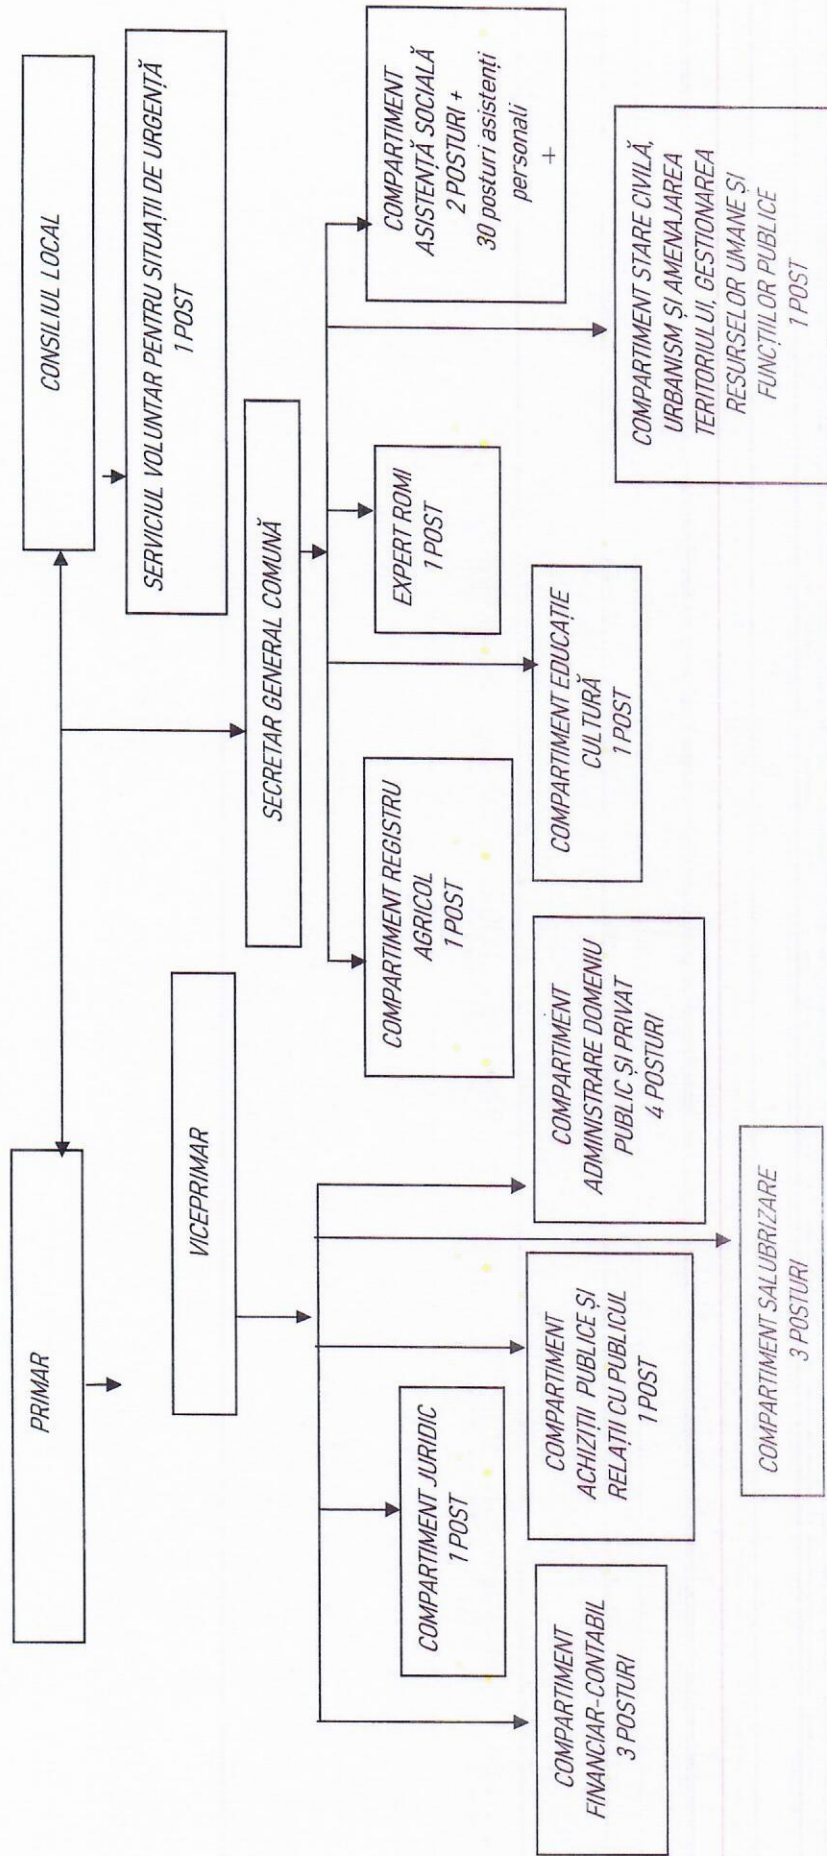 PRIMAR
CONSILIUL LOCAL
SERVICIUL VOLUNTAR PENTRU SITUAȚII DE URGENȚĂ
1 POST
VICEPRIMAR
SECRETAR GENERAL COMUNĂ
COMPARTIMENT JURIDIC
1 POST
COMPARTIMENT REGISTRU
AGRICOL
1 POST
EXPERT ROMI
1 POST
COMPARTIMENT
ASISTENȚĂ SOCIALĂ
2 POSTURI +
30 posturi asistenți
personali
+
COMPARTIMENT
FINANCIAR-CONTABIL
3 POSTURI
COMPARTIMENT
ACHIZIȚII PUBLICE ȘI
RELAȚII CU PUBLICUL
1 POST
COMPARTIMENT
ADMINISTRARE DOMENIU
PUBLIC ȘI PRIVAT
4 POSTURI
COMPARTIMENT EDUCAȚIE
CULTURĂ
1 POST
COMPARTIMENT STARE CIVILĂ,
URBANISM ȘI AMENAJAREA
TERITORIULUI, GESTIONAREA
RESURSELOR UMANE ȘI
FUNCȚIILOR PUBLICE
1 POST
COMPARTIMENT SALUBRIZARE
3 POSTURI